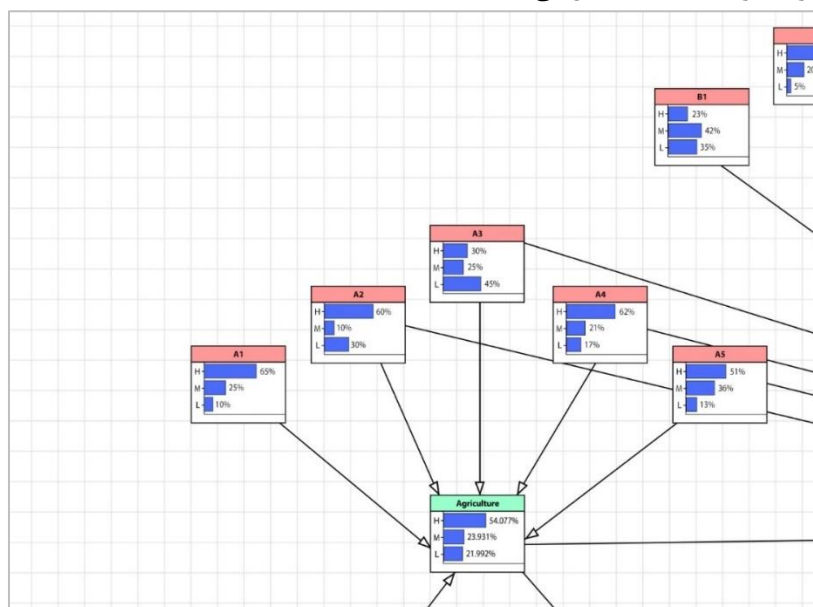 H
M 20
L 5%
B1
H 23%
M 42%
L 35%
A3
H 30%
M 25%
L 45%
A2
H 60%
M 10%
L 30%
A4
H 62%
M 21%
L 17%
A1
H 65%
M 25%
L 10%
A5
H 51%
M 36%
L 13%
Agriculture
H 54.077%
M 23.931%
L 21.992%